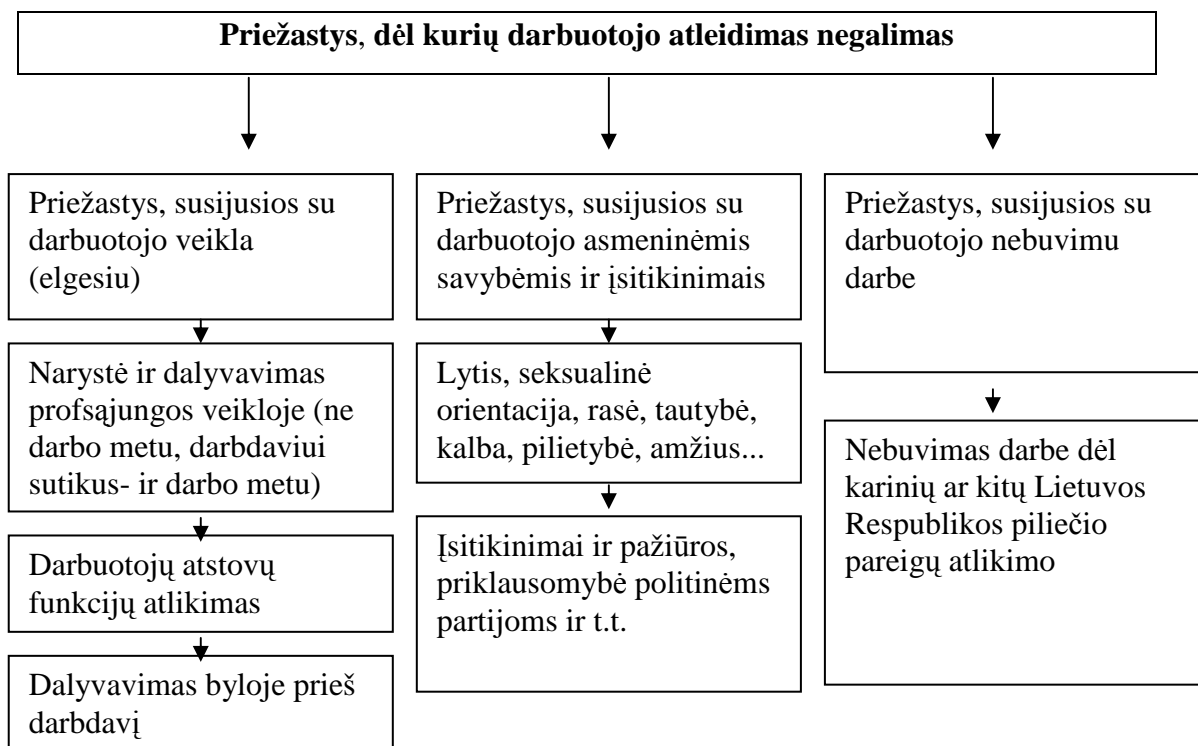 Priežastys, dėl kurių darbuotojo atleidimas negalimas
Priežastys, susijusios su
darbuotojo veikla
(elgesiu)
Narystė ir dalyvavimas
profsąjungos veikloje (ne
darbo metu, darbdaviui
sutikus- ir darbo metu)
Darbuotojų atstovų
funkcijų atlikimas
Dalyvavimas byloje prieš
darbdavį
Priežastys, susijusios su
darbuotojo asmeninėmis
savybėmis ir įsitikinimais
Lytis, seksualinė
orientacija, rasė, tautybė,
kalba, pilietybė, amžius...
Įsitikinimai ir pažiūros,
priklausomybė politinėms
partijoms ir t.t.
Priežastys, susijusios su
darbuotojo nebuvimu
darbe
Nebuvimas darbe dėl
karinių ar kitų Lietuvos
Respublikos piliečio
pareigų atlikimo